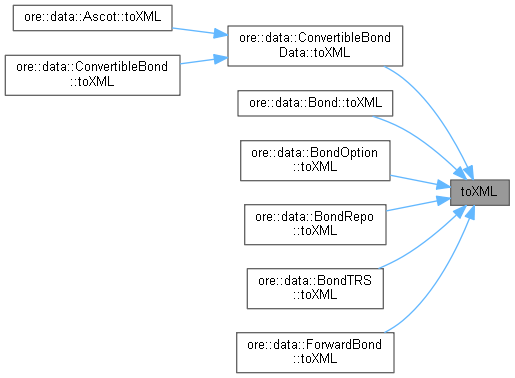 ore::data::Ascot::toXML
ore::data::ConvertibleBond
::toXML
ore::data::ConvertibleBond
Data::toXML
ore::data::Bond::toXML
ore::data::BondOption
::toXML
ore::data::BondRepo
::toXML
ore::data::BondTRS
::toXML
ore::data::ForwardBond
::toXML
toXML